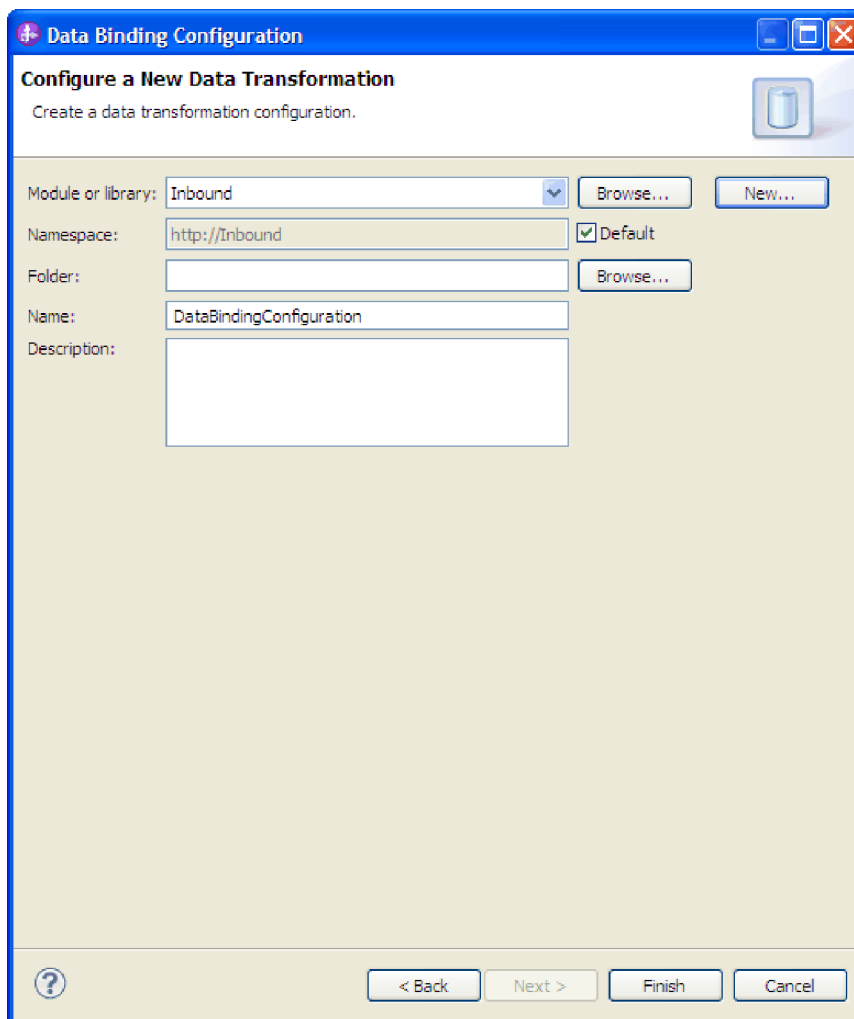 Data Binding Configuration
Configure a New Data Transformation
Create a data transformation configuration.
Module or library: Inbound Browse... New...
Namespace: http://Inbound Default
Folder: Browse...
Name: DataBindingConfiguration
Description:
? < Back Next > Finish Cancel